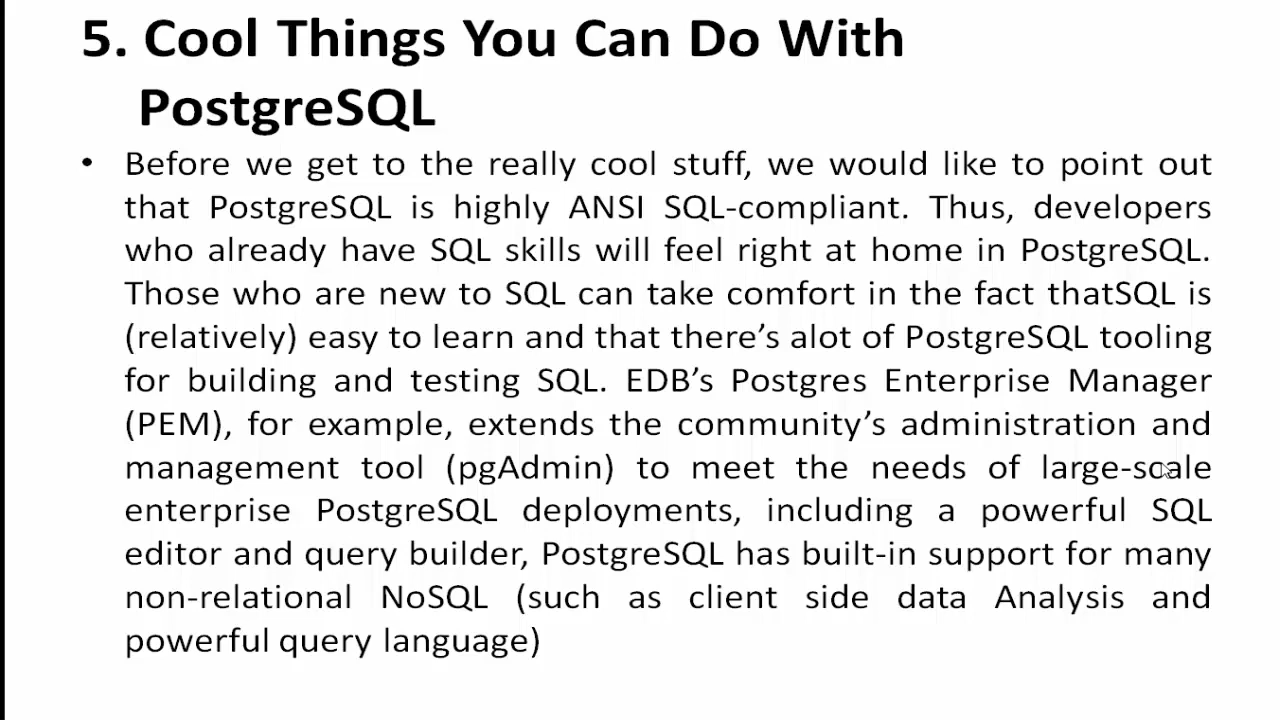 5. Cool Things You Can Do With
PostgreSQL
• Before we get to the really cool stuff, we would like to point out
that PostgreSQL is highly ANSI SQL-compliant. Thus, developers
who already have SQL skills will feel right at home in PostgreSQL.
Those who are new to SQL can take comfort in the fact thatSQL is
(relatively) easy to learn and that there’s alot of PostgreSQL tooling
for building and testing SQL. EDB’s Postgres Enterprise Manager
(PEM), for example, extends the community’s administration and
management tool (pgAdmin) to meet the needs of large-scale
enterprise PostgreSQL deployments, including a powerful SQL
editor and query builder, PostgreSQL has built-in support for many
non-relational NoSQL (such as client side data Analysis and
powerful query language)